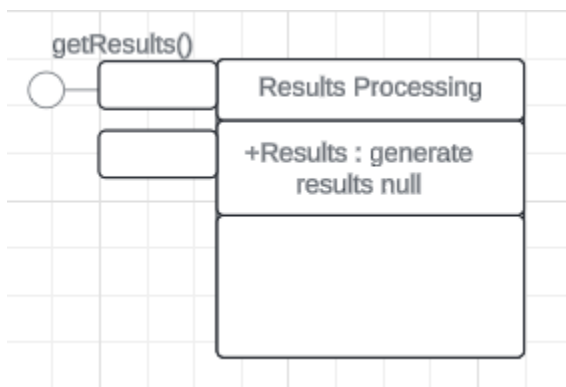 getResults()
Results Processing
+Results : generate
results null